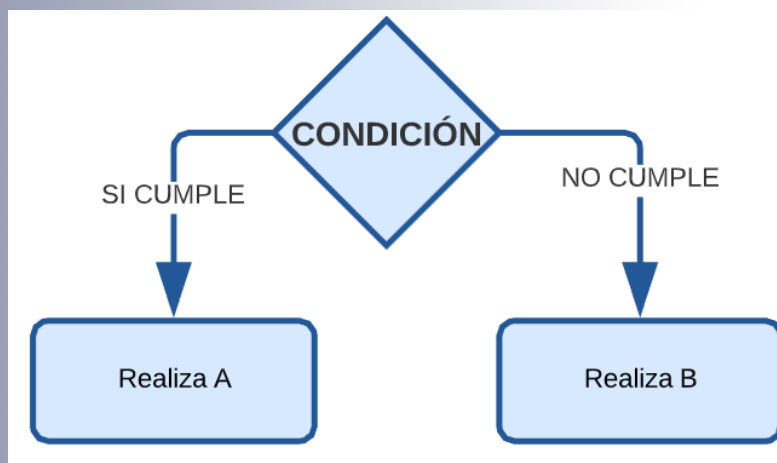 CONDICIÓN
SI CUMPLE
NO CUMPLE
Realiza A
Realiza B